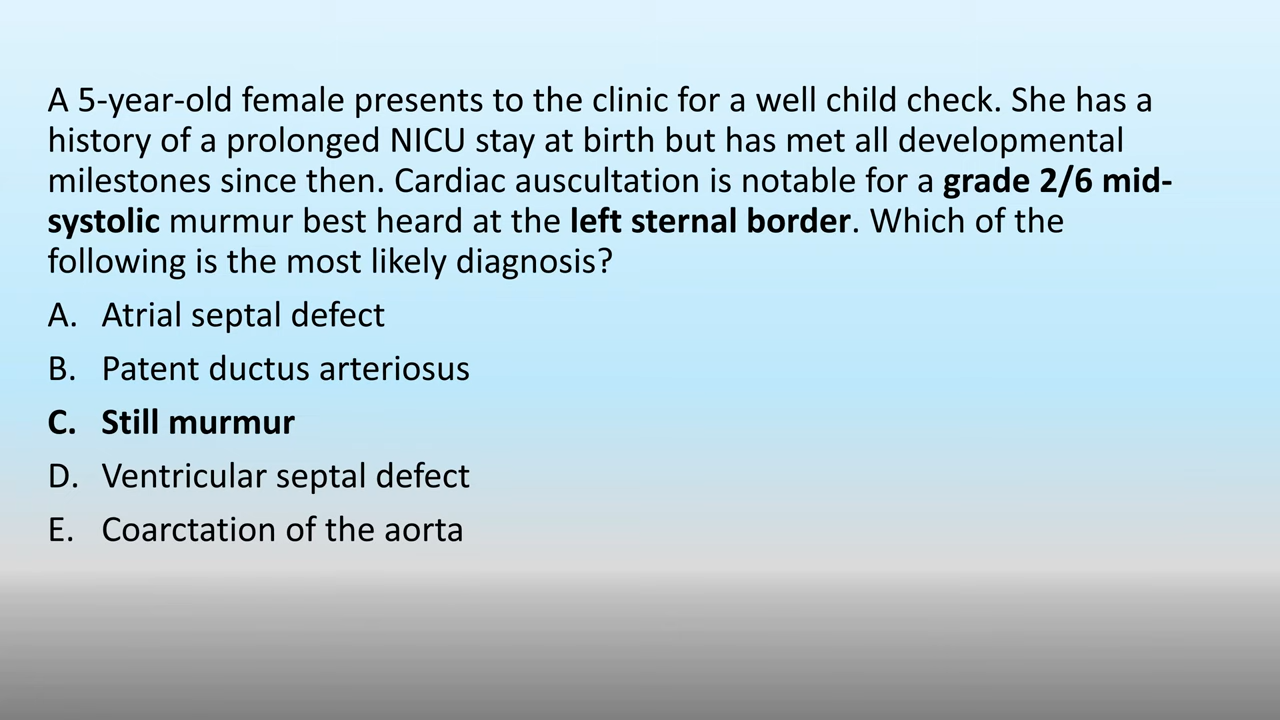 A 5-year-old female presents to the clinic for a well child check. She has a
history of a prolonged NICU stay at birth but has met all developmental
milestones since then. Cardiac auscultation is notable for a grade 2/6 mid-
systolic murmur best heard at the left sternal border. Which of the
following is the most likely diagnosis?
A. Atrial septal defect
B. Patent ductus arteriosus
C. Still murmur
D. Ventricular septal defect
E. Coarctation of the aorta